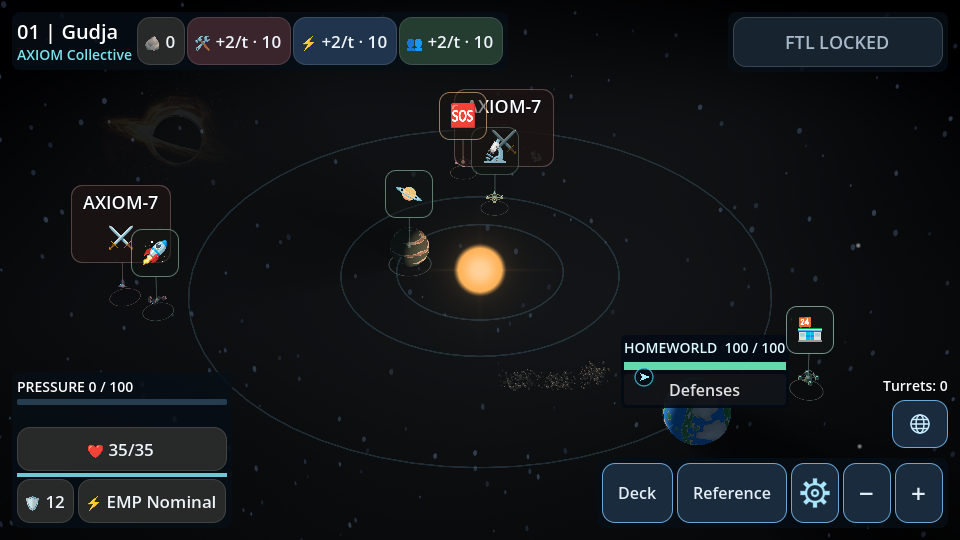 01 | Gudja
AXIOM Collective
0
+2/t · 10
+2/t · 10
+2/t · 10
FTL LOCKED
SOS
AXIOM-7
AXIOM-7
24
HOMEWORLD 100 / 100
Defenses
PRESSURE 0 / 100
35/35
12
EMP Nominal
Turrets: 0
Deck
Reference
−
+